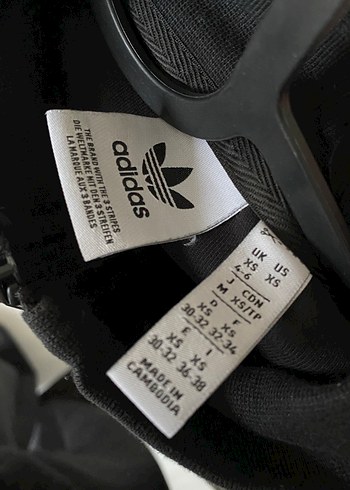 adidas
THE BRAND WITH THE 3 STRIPES
DIE WELTMARKE MIT DEN 3 STREIFEN
LA MARQUE AUX 3 BANDES
UK US
XS XS
4-6
J CDN
M XS/TP
D F
XS XS
30-32 32-34
E I
XS XS
30-32 36-38
MADE IN
CAMBODIA